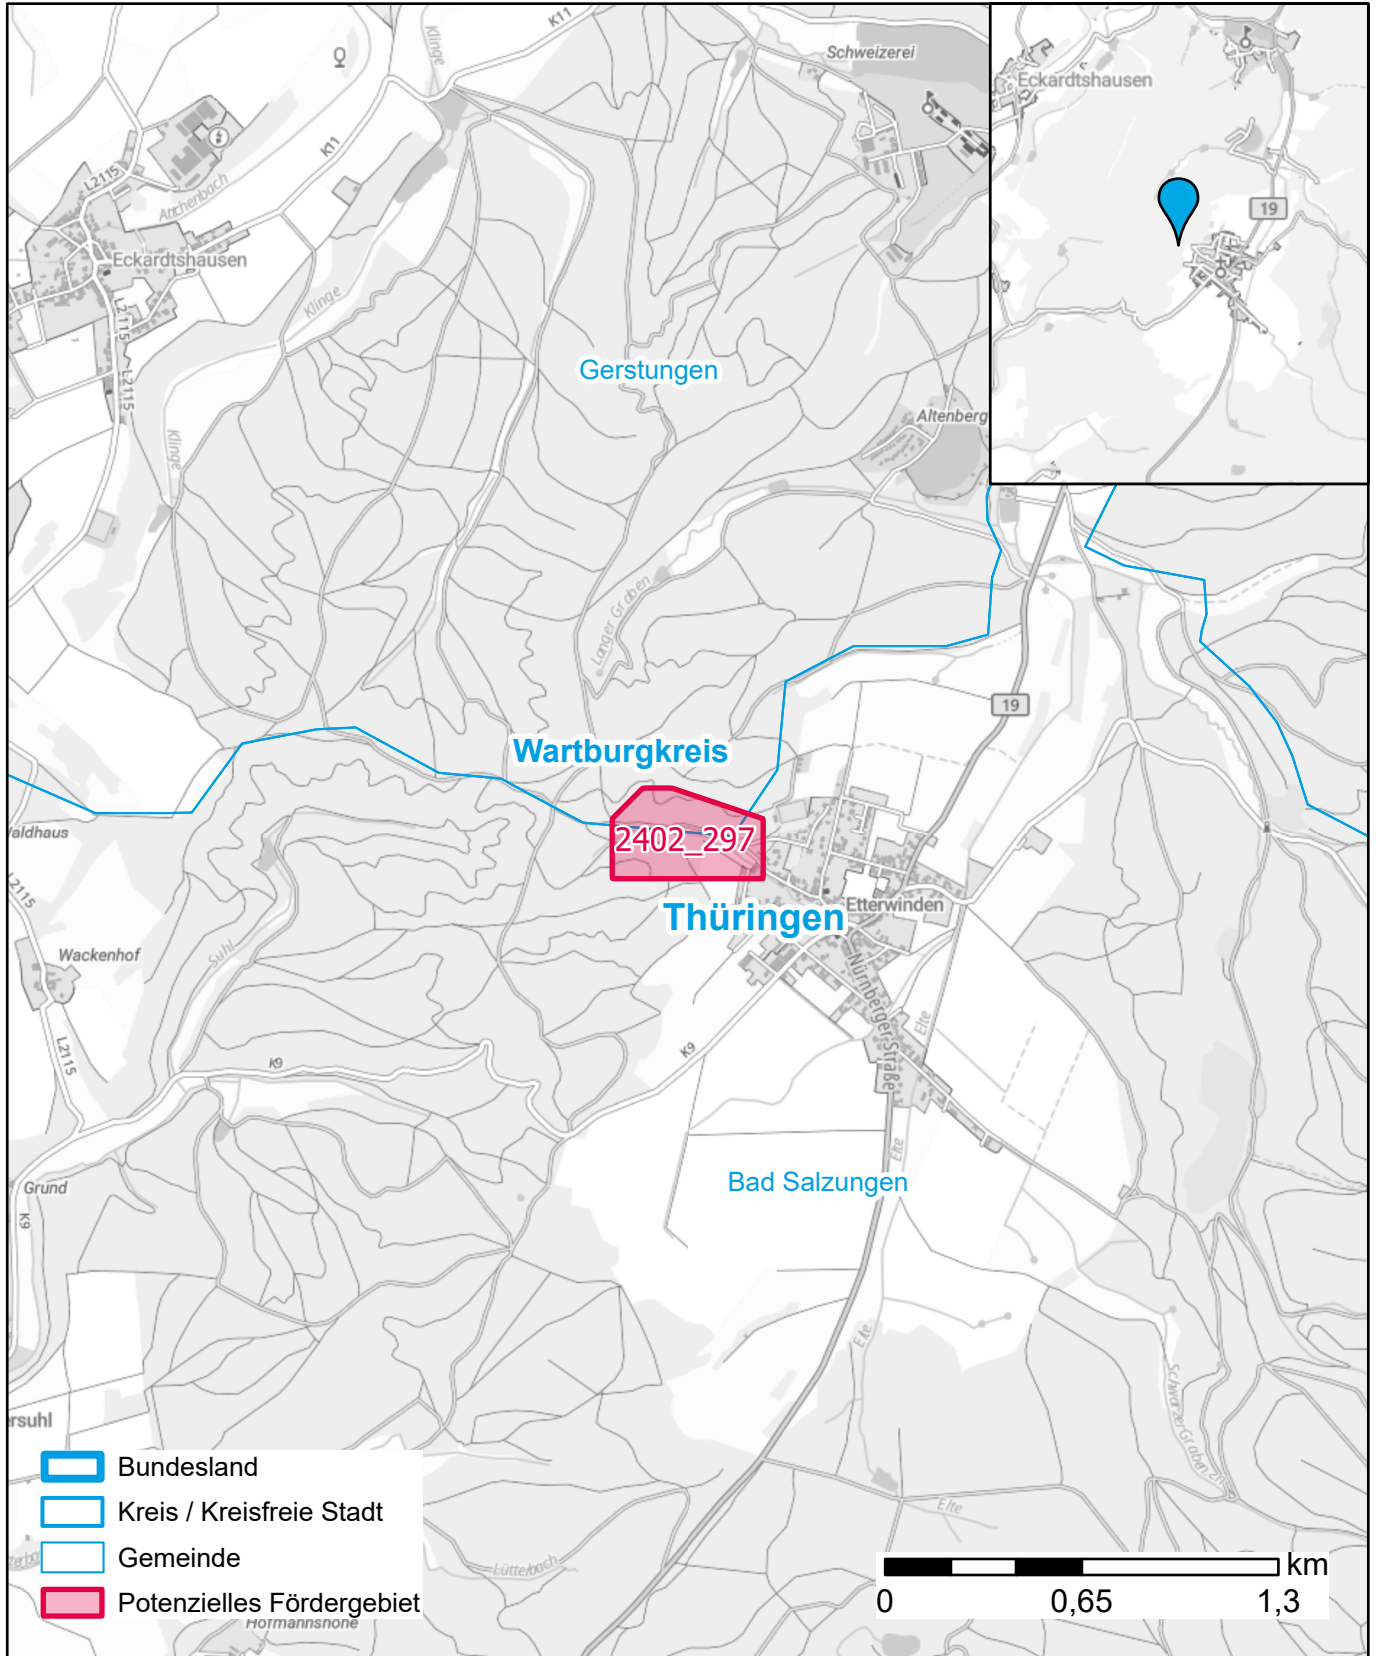 K11
Klinge
Schweizerei
Eckardtshausen
19
K11
L2115
Eckardtshausen
Klinge
L2115
L2115
Gerstungen
Altenberg
Klinge
Langer Graben
19
Wartburgkreis
2402_297
Thüringen
Etterwinden
L2115
Wackenhof
Suhl
Nürnberger Straße
Elte
L2115
K9
K9
Elte
Bad Salzungen
Grund
K9
Elte
Schwarzer Graben
ersuhl
Elte
Lütterbach
Hofmannshöhe
Bundesland
Kreis / Kreisfreie Stadt
Gemeinde
Potenzielles Fördergebiet
km
0 0,65 1,3